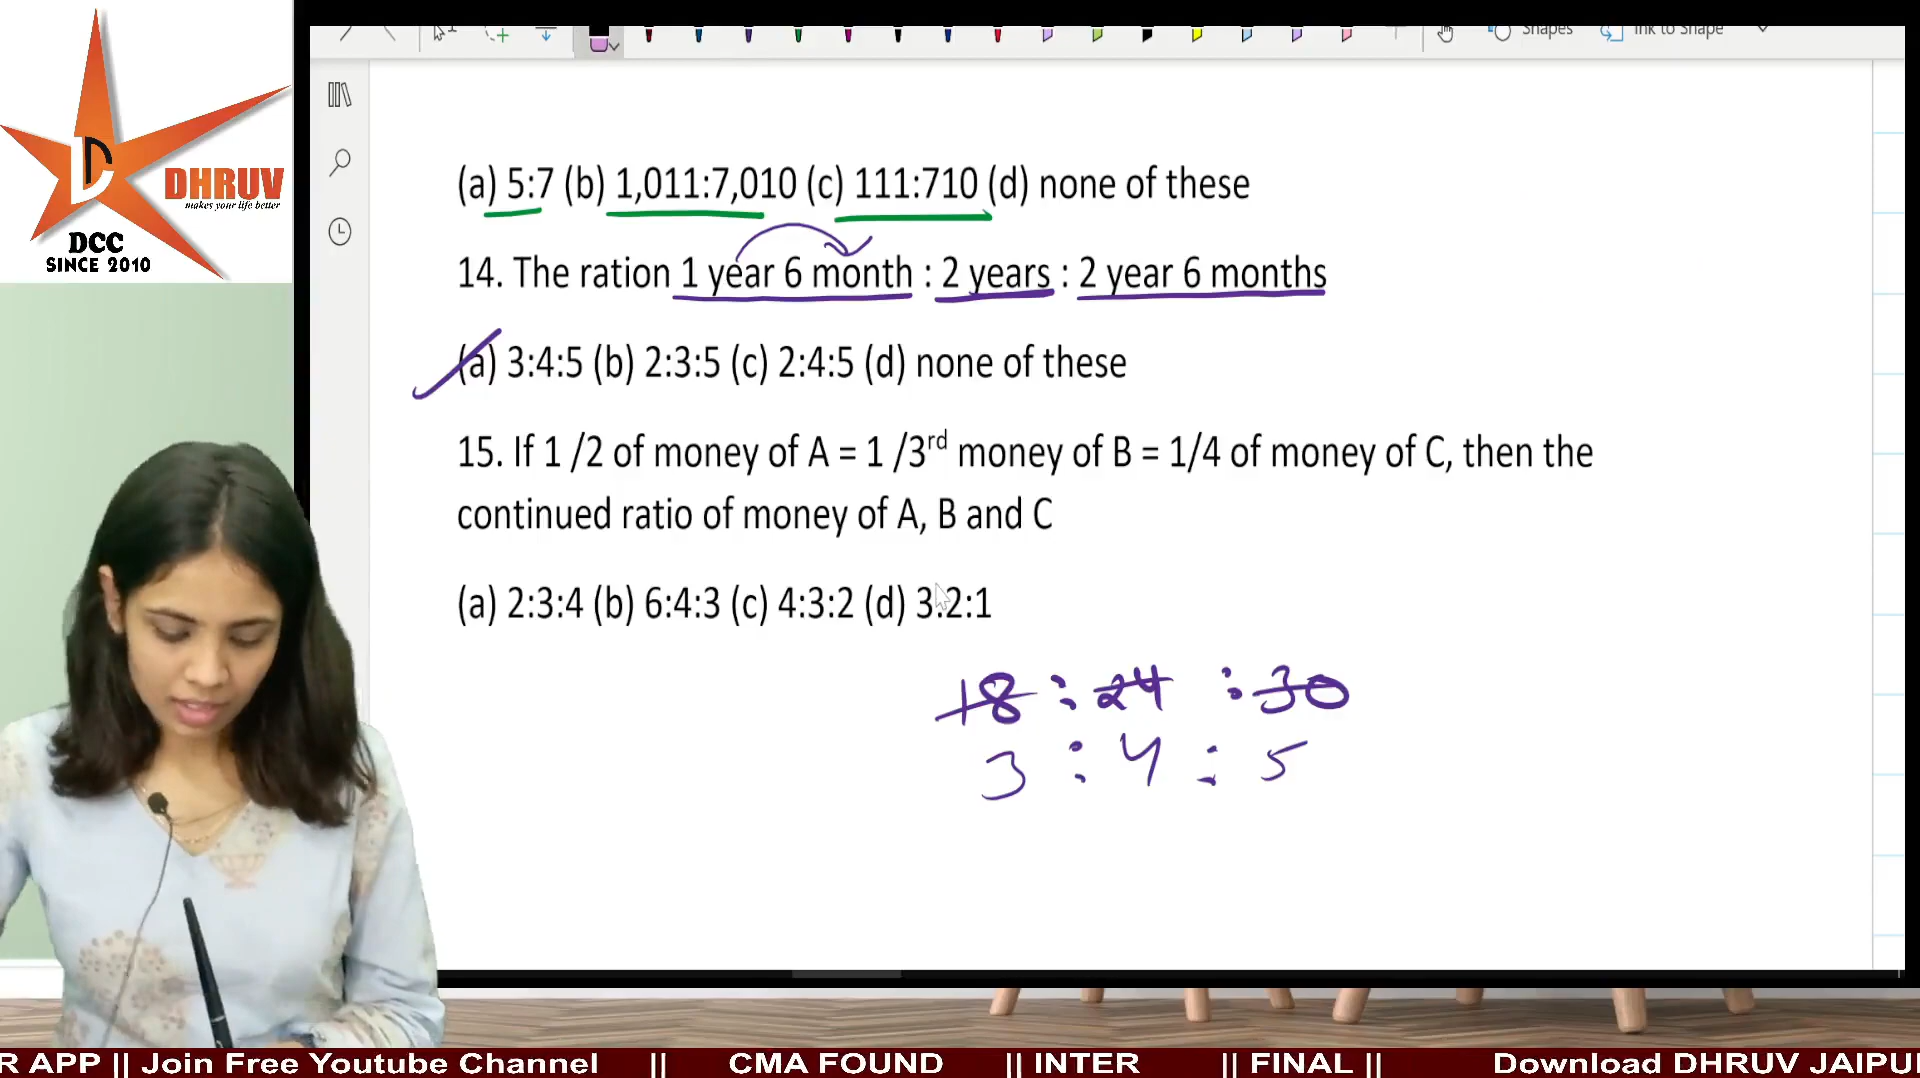 Shapes
Ink to Shape
DHRUV
makes your life better
DCC
SINCE 2010
(a) 5:7 (b) 1,011:7,010 (c) 111:710 (d) none of these
14. The ration 1 year 6 month : 2 years : 2 year 6 months
(a) 3:4:5 (b) 2:3:5 (c) 2:4:5 (d) none of these
15. If 1 /2 of money of A = 1 /3rd money of B = 1/4 of money of C, then the
continued ratio of money of A, B and C
(a) 2:3:4 (b) 6:4:3 (c) 4:3:2 (d) 3:2:1
18 : 24 : 30
3 : 4 : 5
R APP || Join Free Youtube Channel || CMA FOUND || INTER || FINAL || Download DHRUV JAIPU